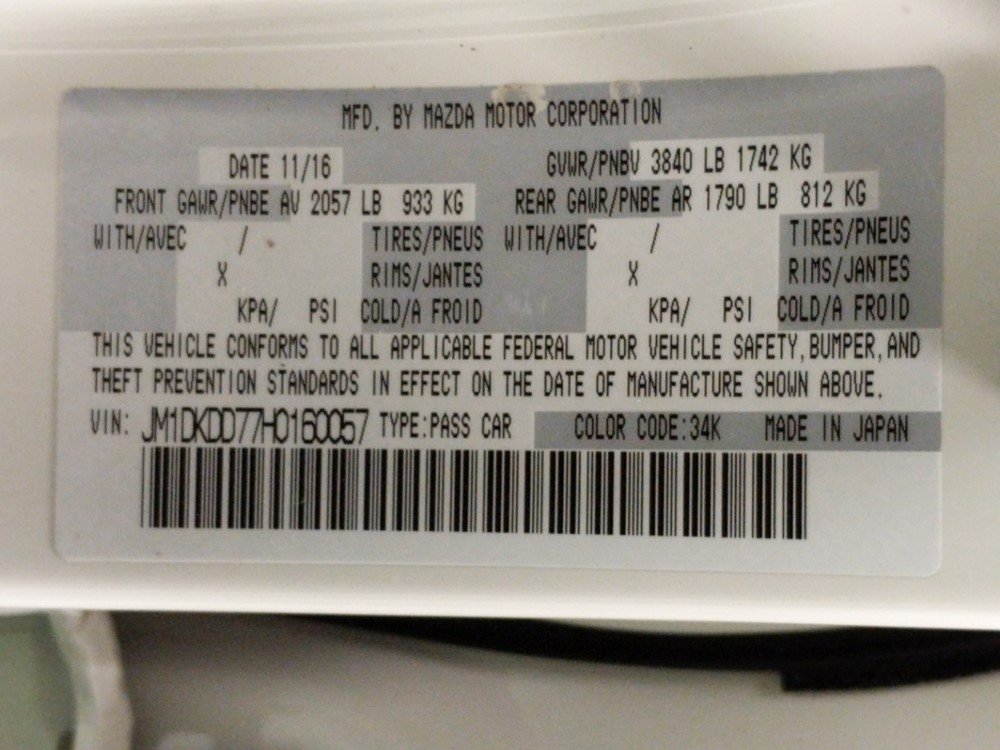 MFD. BY MAZDA MOTOR CORPORATION
DATE 11/16 GVWR/PNBV 3840 LB 1742 KG
FRONT GAWR/PNBE AV 2057 LB 933 KG REAR GAWR/PNBE AR 1790 LB 812 KG
WITH/AVEC / TIRES/PNEUS WITH/AVEC / TIRES/PNEUS
X RIMS/JANTES X RIMS/JANTES
KPA/ PSI COLD/A FROID KPA/ PSI COLD/A FROID
THIS VEHICLE CONFORMS TO ALL APPLICABLE FEDERAL MOTOR VEHICLE SAFETY, BUMPER, AND
THEFT PREVENTION STANDARDS IN EFFECT ON THE DATE OF MANUFACTURE SHOWN ABOVE.
VIN: JM1DKDD77H0160057 TYPE:PASS CAR COLOR CODE:34K MADE IN JAPAN